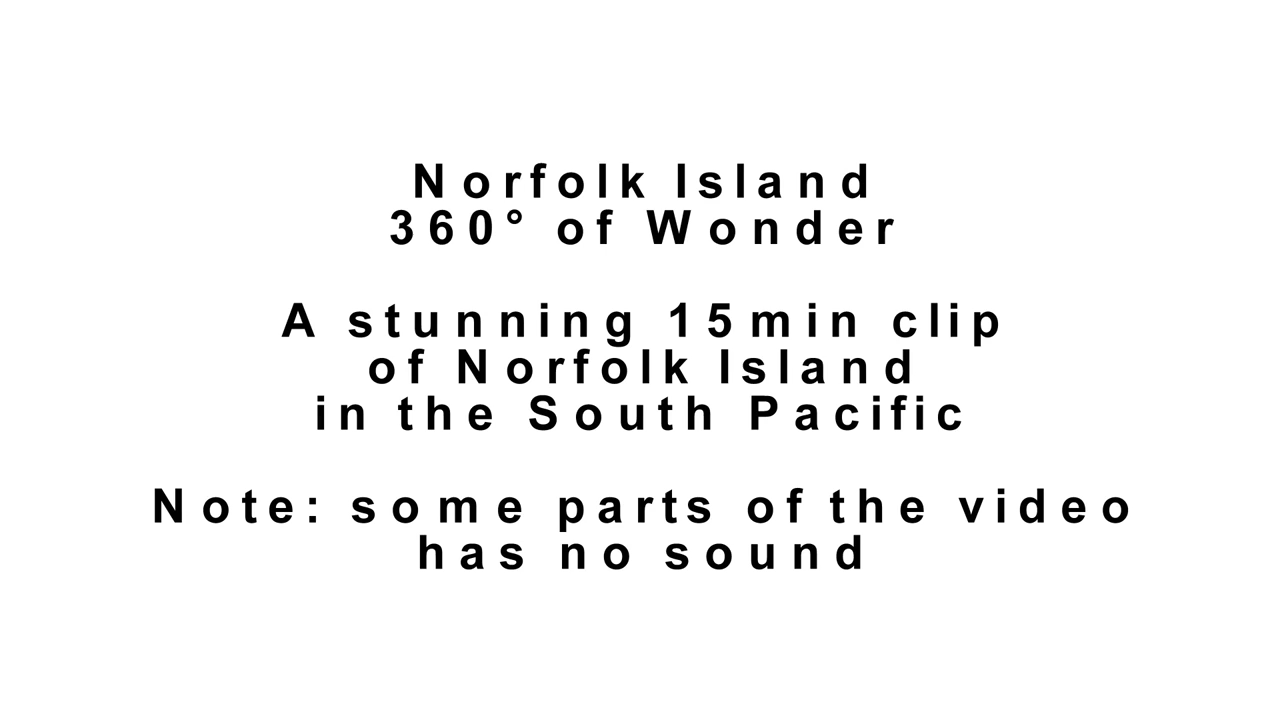 Norfolk Island
360° of Wonder
A stunning 15min clip
of Norfolk Island
in the South Pacific
Note: some parts of the video
has no sound